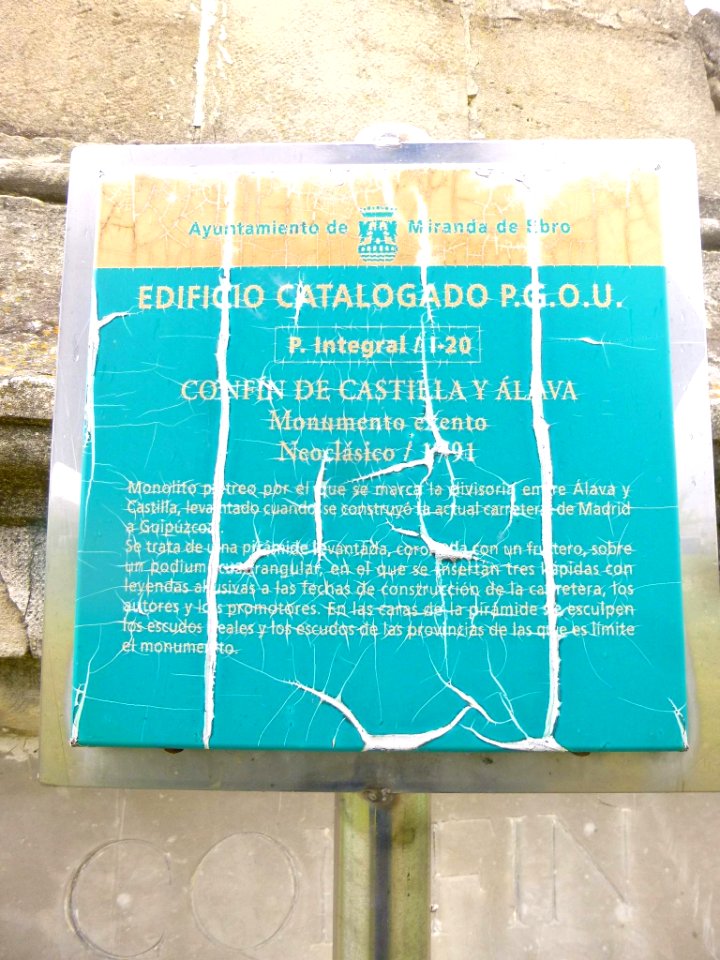 Ayuntamiento de Miranda de Ebro
EDIFICIO CATALOGADO P.G.O.U.
P. Integral / I-20
CONFÍN DE CASTILLA Y ÁLAVA
Monumento exento
Neoclásico / 1791
Monolito pétreo por el que se marca la divisoria entre Álava y
Castilla, levantado cuando se construyó la actual carretera de Madrid
a Guipúzcoa.
Se trata de una pirámide levantada, coronada con un frutero, sobre
un podium cuadrangular, en el que se insertan tres lápidas con
leyendas alusivas a las fechas de construcción de la carretera, los
autores y los promotores. En las caras de la pirámide se esculpen
los escudos reales y los escudos de las provincias de las que es límite
el monumento.
CO IN